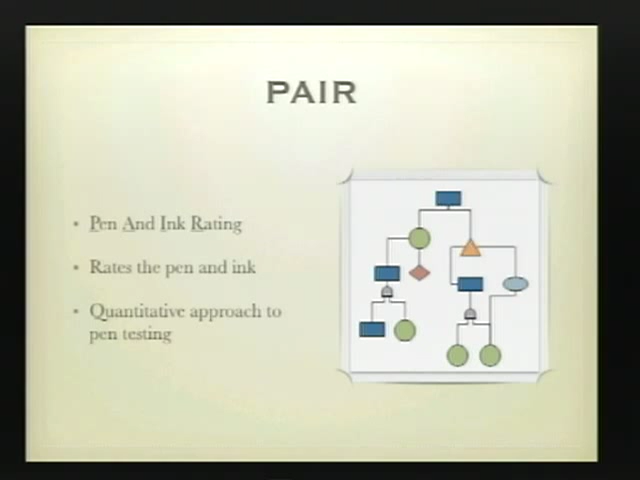 PAIR
• Pen And Ink Rating
• Rates the pen and ink
• Quantitative approach to
pen testing